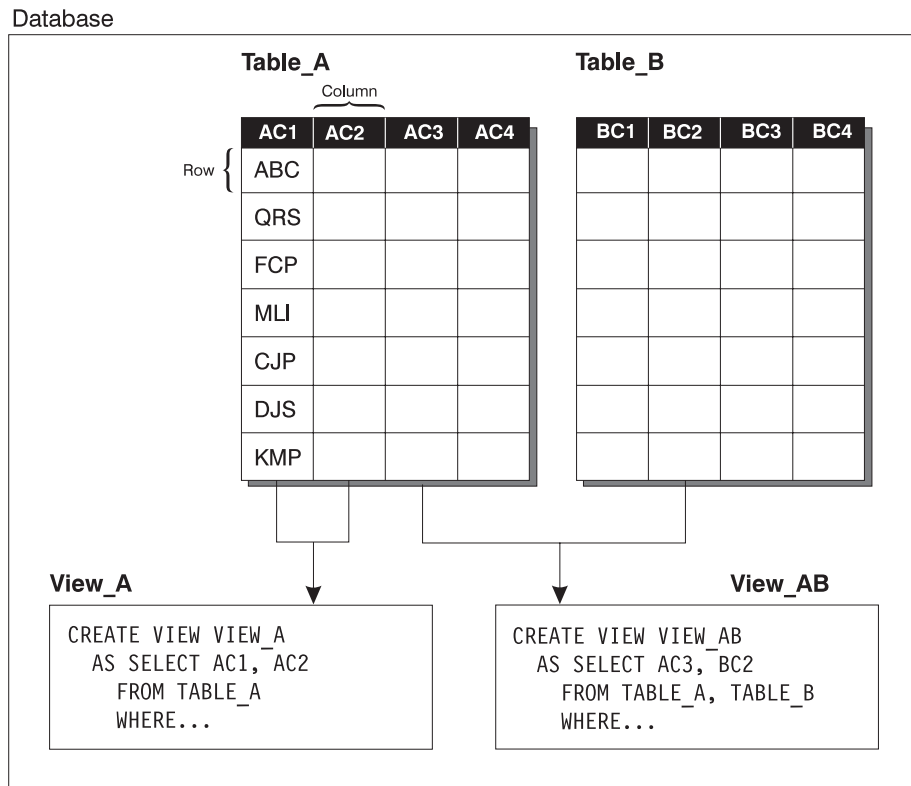 Database
Table_A
Table_B
Column
AC1 AC2 AC3 AC4
BC1 BC2 BC3 BC4
Row
ABC
QRS
FCP
MLI
CJP
DJS
KMP
View_A
CREATE VIEW VIEW_A
AS SELECT AC1, AC2
FROM TABLE_A
WHERE...
View_AB
CREATE VIEW VIEW_AB
AS SELECT AC3, BC2
FROM TABLE_A, TABLE_B
WHERE...